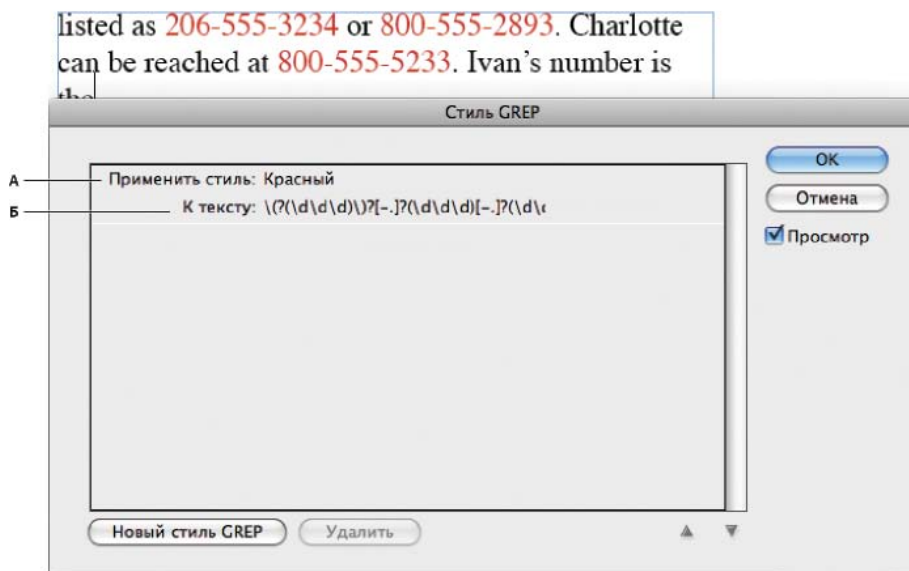 listed as 206-555-3234 or 800-555-2893. Charlotte
can be reached at 800-555-5233. Ivan’s number is
the
Стиль GREP
А
Применить стиль: Красный
Б
К тексту: \(?(\d\d\d)\)?[-.]?(\d\d\d)[-.]?(\d\
OK
Отмена
Просмотр
Новый стиль GREP
Удалить